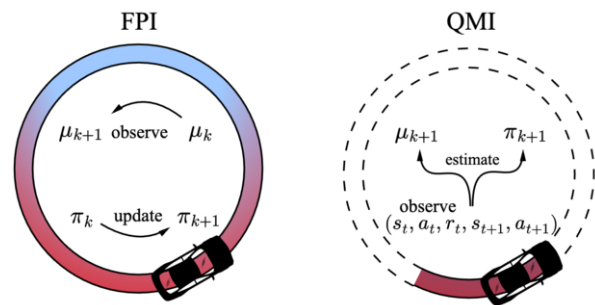 FPI
μ_{k+1} observe μ_k
π_k update π_{k+1}
QMI
μ_{k+1} π_{k+1}
estimate
observe
(s_t, a_t, r_t, s_{t+1}, a_{t+1})